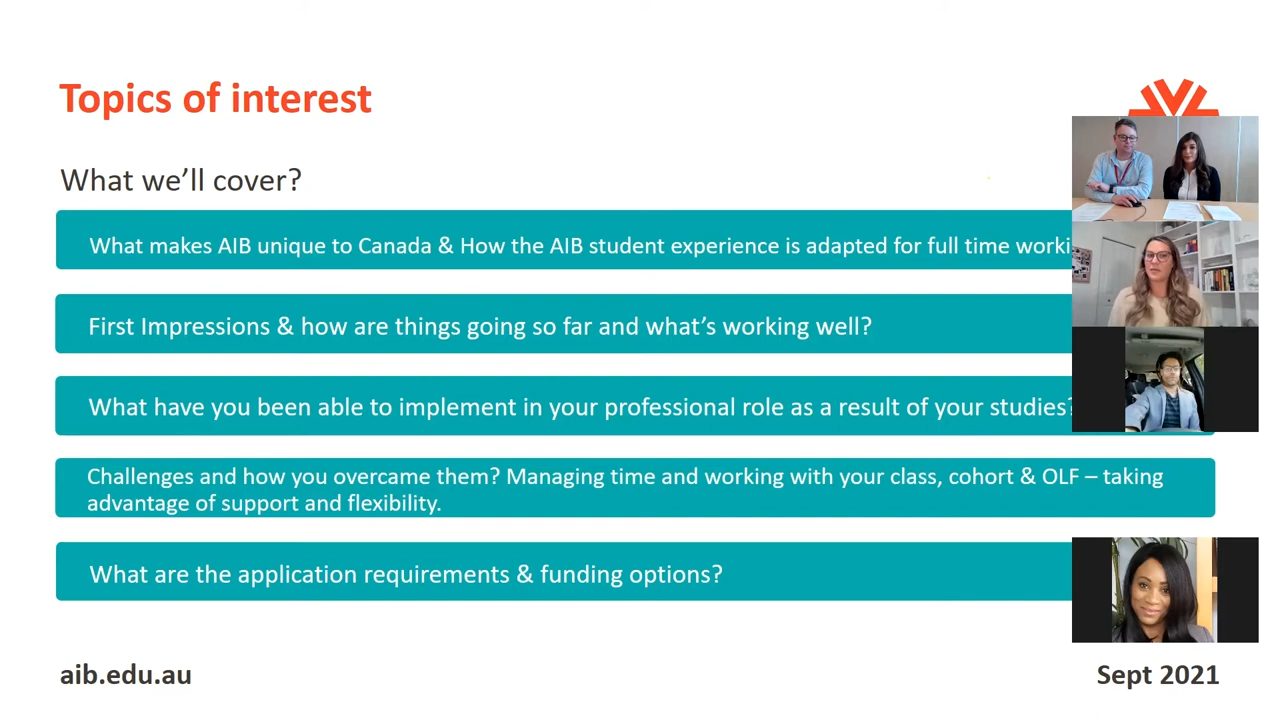 Topics of interest
What we’ll cover?
What makes AIB unique to Canada & How the AIB student experience is adapted for full time
First Impressions & how are things going so far and what’s working well?
What have you been able to implement in your professional role as a result of your studies?
Challenges and how you overcame them? Managing time and working with your class, cohort & OLF – taking
advantage of support and flexibility.
What are the application requirements & funding options?
aib.edu.au
Sept 2021